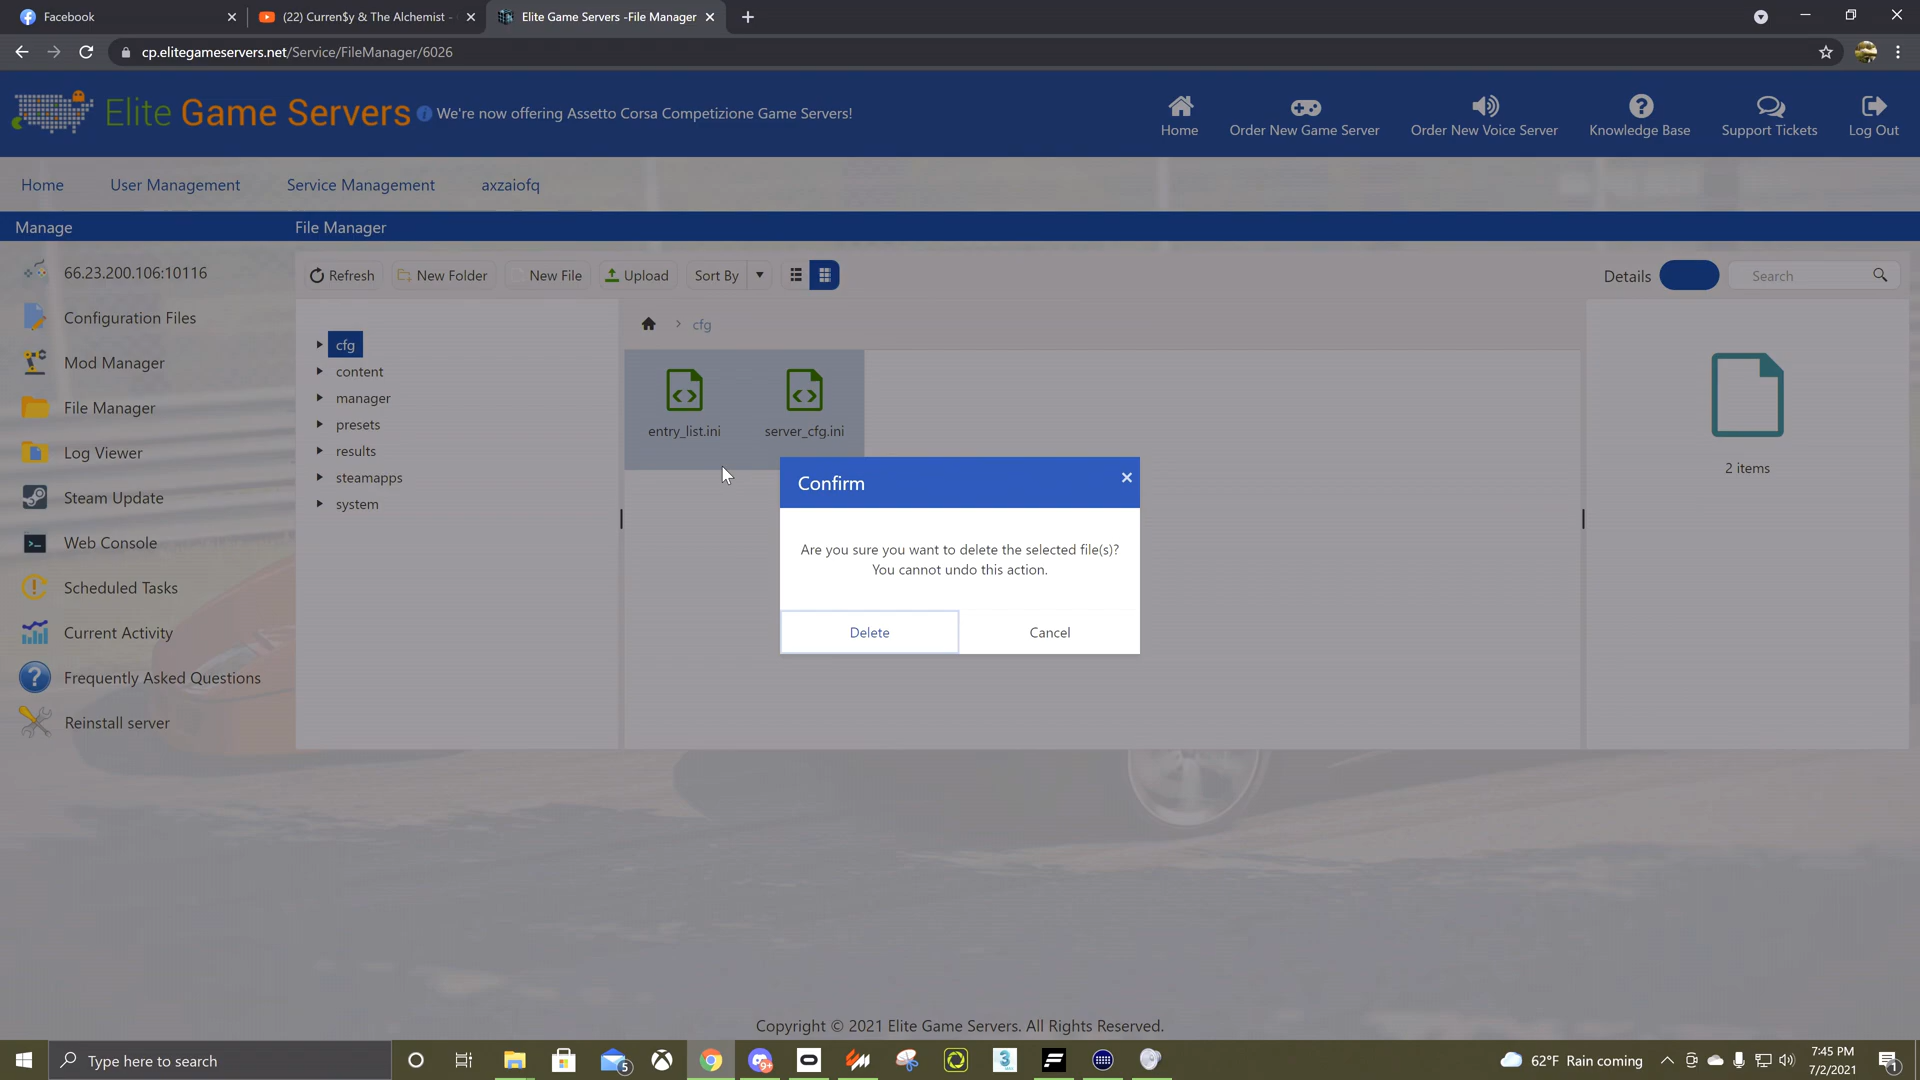 Facebook
(22) Curren$y & The Alchemist -
Elite Game Servers -File Manager
cp.elitegameservers.net/Service/FileManager/6026
Elite Game Servers
We're now offering Assetto Corsa Competizione Game Servers!
Home
Order New Game Server
Order New Voice Server
Knowledge Base
Support Tickets
Log Out
Home
User Management
Service Management
axzaiofq
Manage
File Manager
66.23.200.106:10116
Configuration Files
Mod Manager
File Manager
Log Viewer
Steam Update
Web Console
Scheduled Tasks
Current Activity
Frequently Asked Questions
Reinstall server
Refresh
New Folder
New File
Upload
Sort By
Details
Search
cfg
content
manager
presets
results
steamapps
system
cfg
entry_list.ini
server_cfg.ini
2 items
Confirm
Are you sure you want to delete the selected file(s)?
You cannot undo this action.
Delete
Cancel
Copyright © 2021 Elite Game Servers. All Rights Reserved.
Type here to search
5
9+
62°F Rain coming
7:45 PM
7/2/2021
1